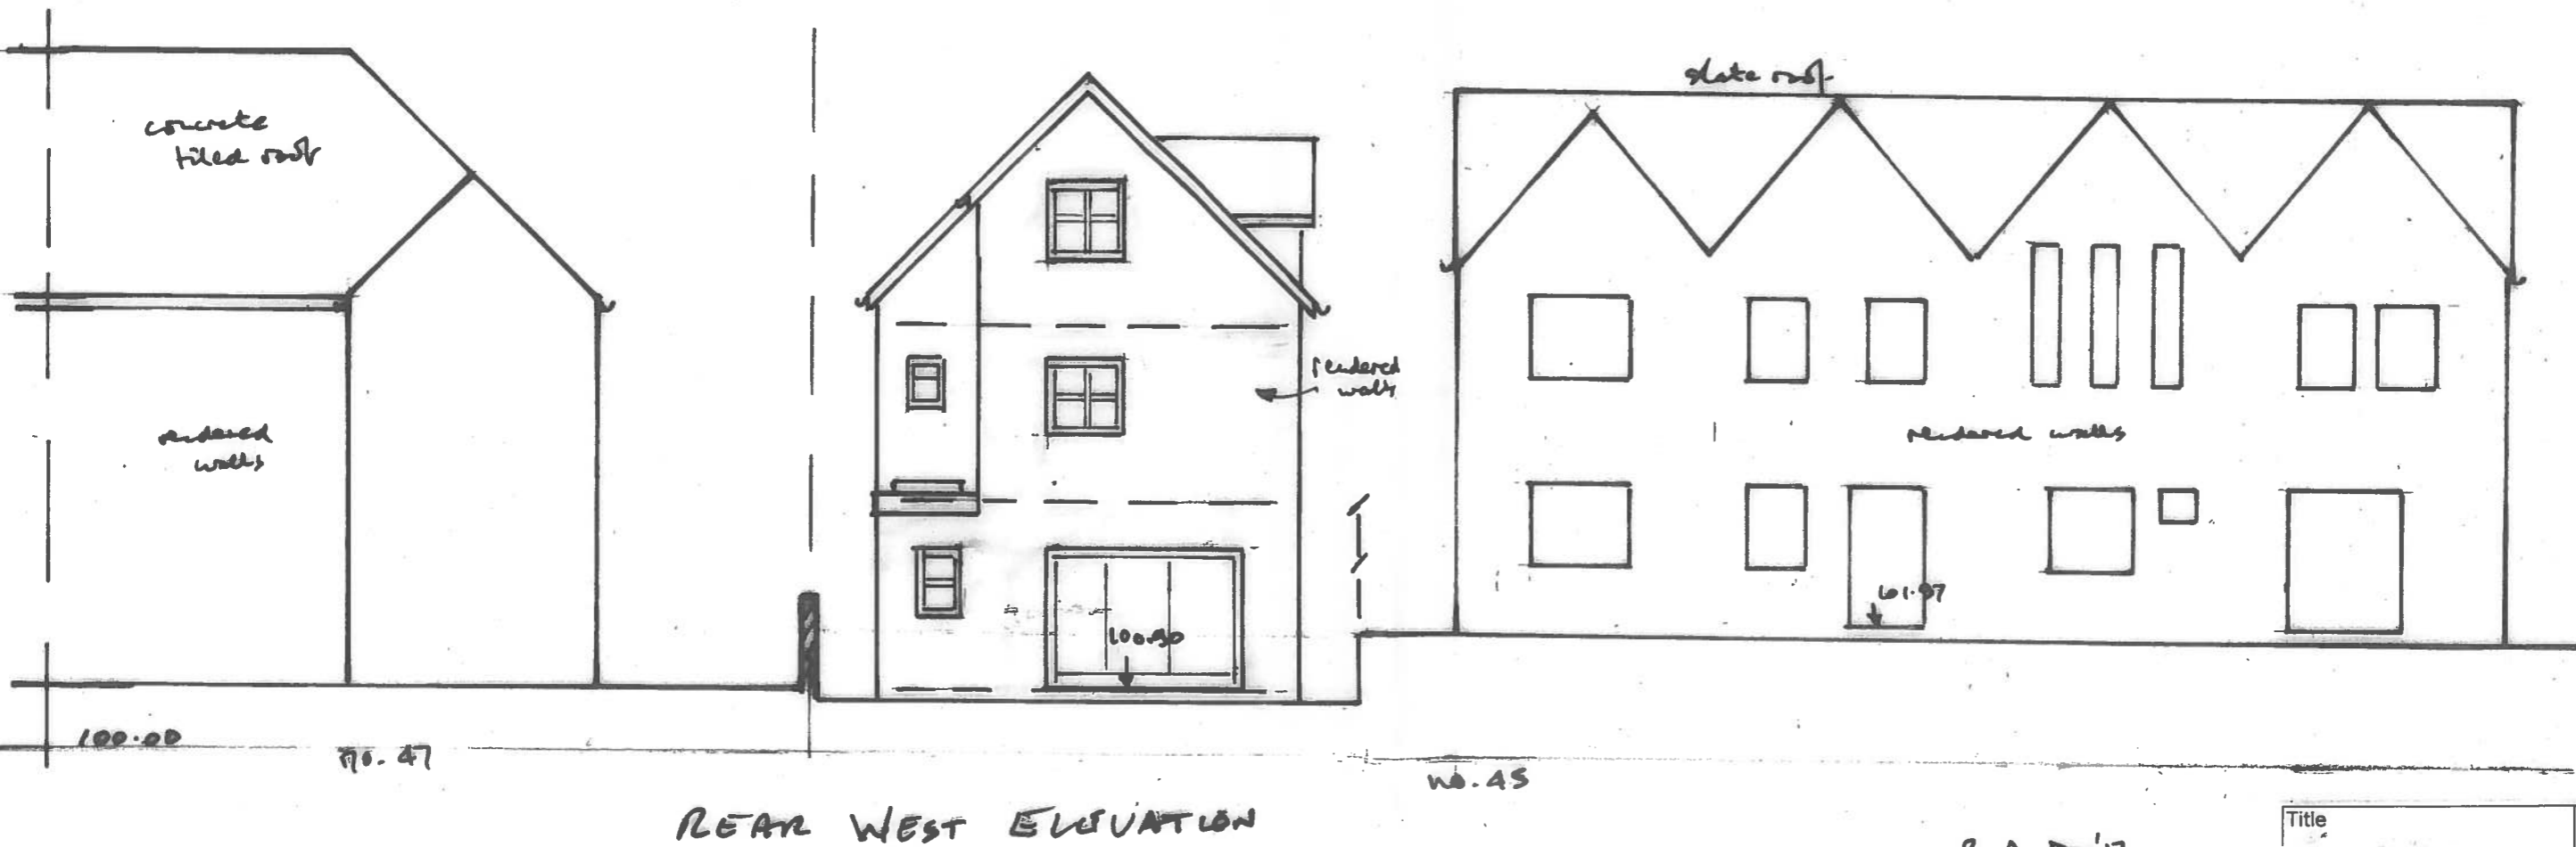 slate roof
concrete
tiled roof
rendered
walls
rendered
walls
rendered walls
101.97
100.90
100.00
no. 47
no. 45
REAR WEST ELEVATION
Title